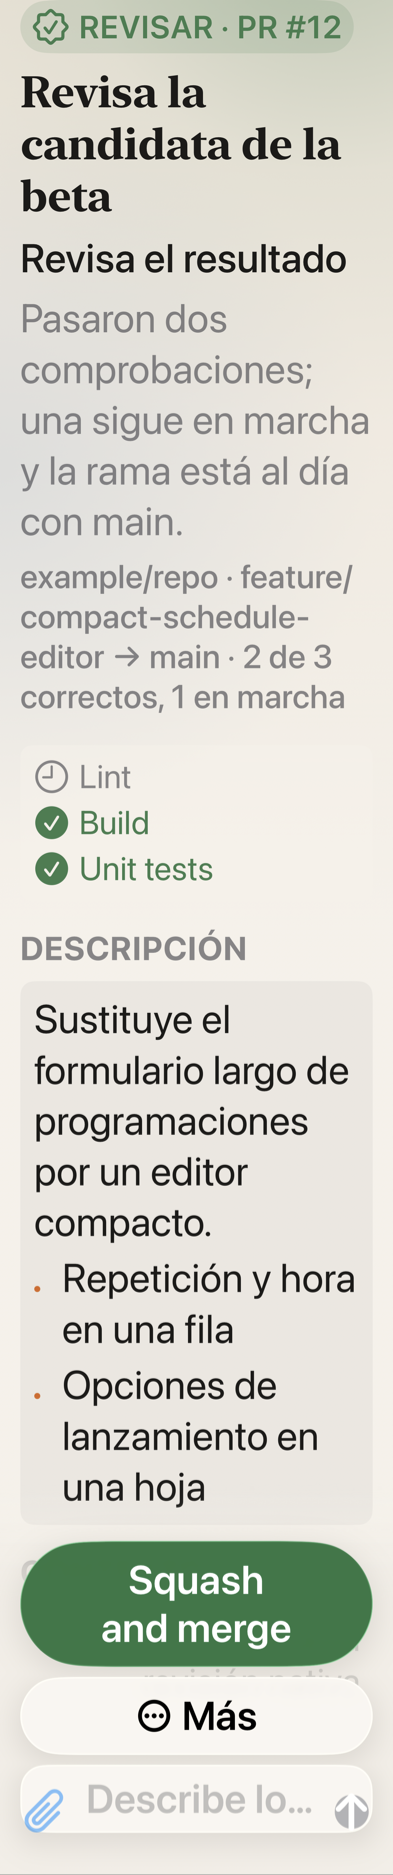 REVISAR · PR #12
Revisa la
candidata de la
beta
Revisa el resultado
Pasaron dos
comprobaciones;
una sigue en marcha
y la rama está al día
con main.
example/repo · feature/
compact-schedule-
editor → main · 2 de 3
correctos, 1 en marcha
Lint
Build
Unit tests
DESCRIPCIÓN
Sustituye el
formulario largo de
programaciones
por un editor
compacto.
• Repetición y hora
en una fila
• Opciones de
lanzamiento en
una hoja
Squash
and merge
Más
Describe lo...